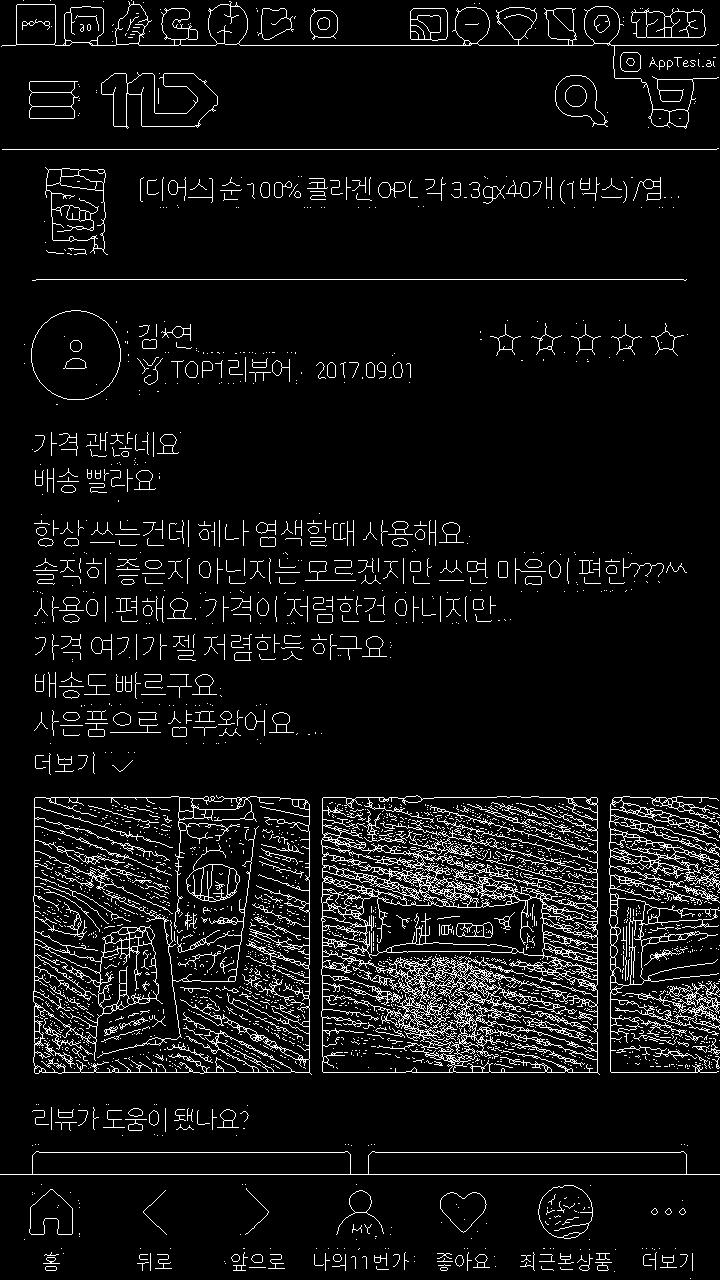 12:23
AppTest.ai
11
[디어스] 순 100% 콜라겐 OPL 각 3.3gx40개 (1박스) /염...
김*연
TOP1리뷰어 · 2017.09.01
가격 괜찮네요
배송 빨라요
항상 쓰는건데 헤나 염색할때 사용해요.
솔직히 좋은지 아닌지는 모르겠지만 쓰면 마음이 편한???^^
사용이 편해요. 가격이 저렴한건 아니지만...
가격 여기가 젤 저렴한듯 하구요.
배송도 빠르구요.
사은품으로 샴푸왔어요. ...
더보기
리뷰가 도움이 됐나요?
MY
홈 뒤로 앞으로 나의11번가 좋아요 최근본상품 더보기